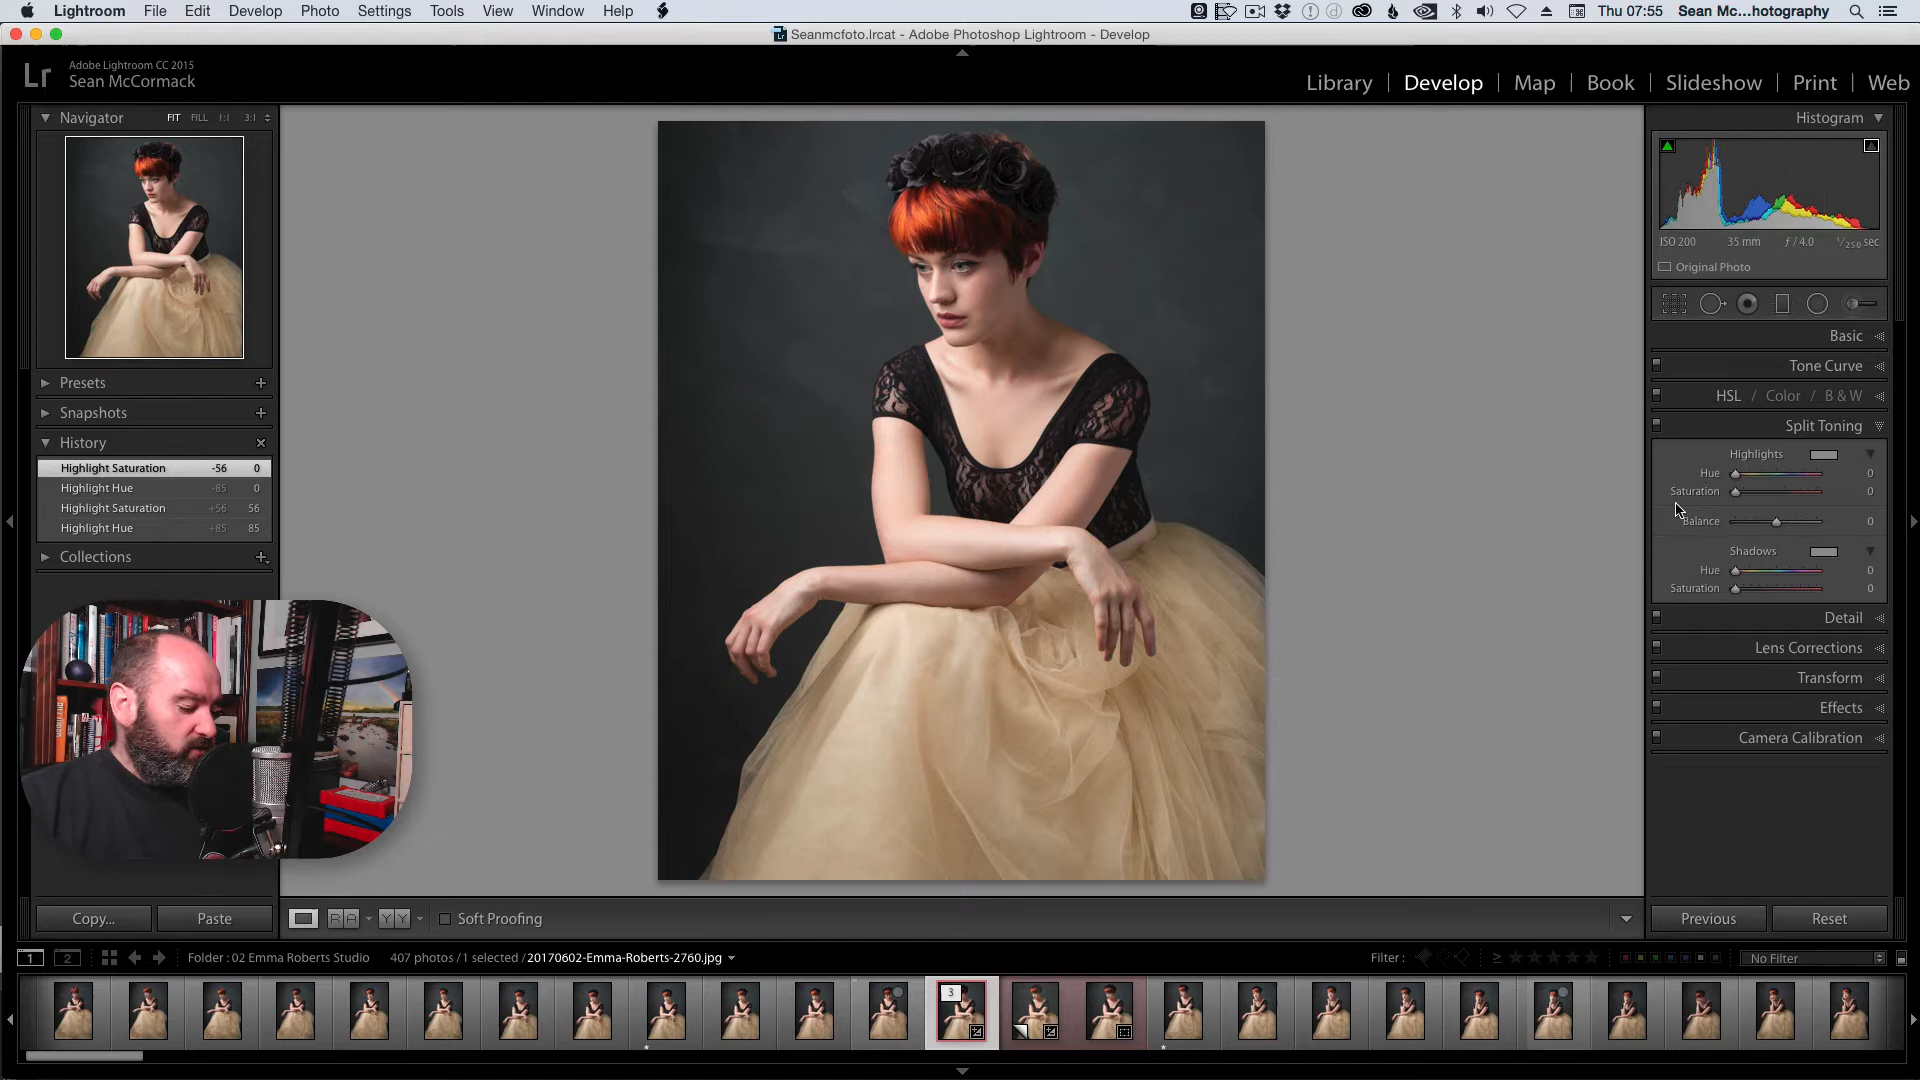 Lightroom File Edit Develop Photo Settings Tools View Window Help Thu 07:55 Sean Mc...hotography
Seanmcfoto.lrcat - Adobe Photoshop Lightroom - Develop
Lr Adobe Lightroom CC 2015
Sean McCormack
Library | Develop | Map | Book | Slideshow | Print | Web
Navigator FIT FILL 1:1 3:1
Histogram
ISO 200 35 mm ƒ / 4.0 1/250 sec
Original Photo
Basic
Tone Curve
HSL / Color / B & W
Split Toning
Highlights
Hue 0
Saturation 0
Balance 0
Shadows
Hue 0
Saturation 0
Detail
Lens Corrections
Transform
Effects
Camera Calibration
Presets
Snapshots
History
Highlight Saturation -56 0
Highlight Hue -85 0
Highlight Saturation +56 56
Highlight Hue +85 85
Collections
Copy... Paste
R A Y Y Soft Proofing
Previous Reset
1 2 Folder : 02 Emma Roberts Studio 407 photos / 1 selected / 20170602-Emma-Roberts-2760.jpg Filter : ≥ No Filter
3